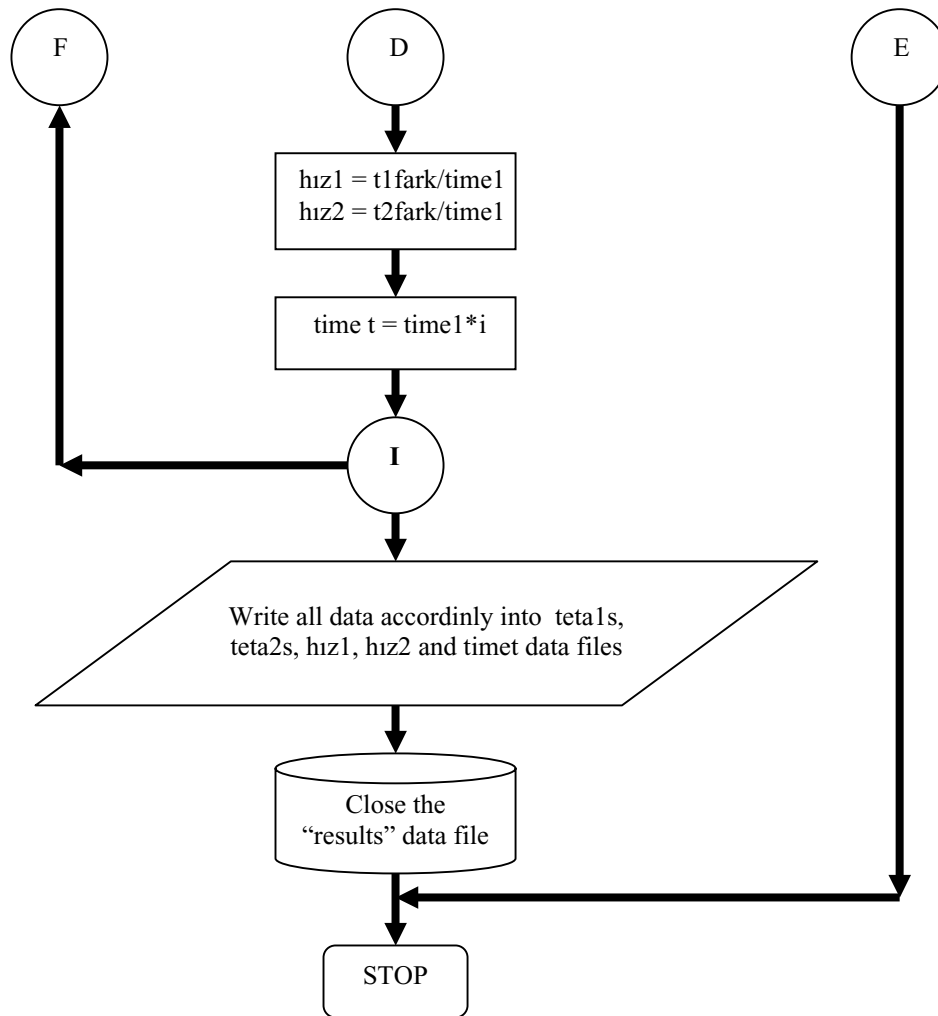 F
D
E
hız1 = t1fark/time1
hız2 = t2fark/time1
time t = time1*i
I
Write all data accordinly into teta1s,
teta2s, hız1, hız2 and timet data files
Close the
“results” data file
STOP